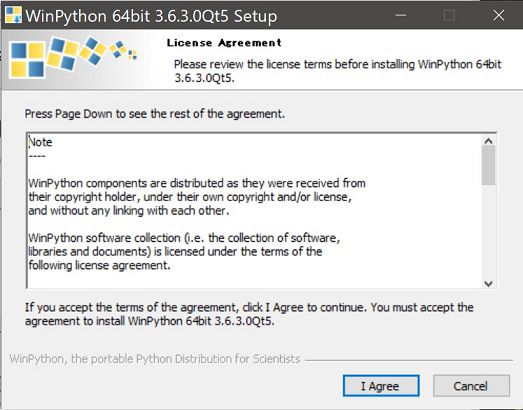 WinPython 64bit 3.6.3.0Qt5 Setup
License Agreement
Please review the license terms before installing WinPython 64bit
3.6.3.0Qt5.
Press Page Down to see the rest of the agreement.
Note
----
WinPython components are distributed as they were received from
their copyright holder, under their own copyright and/or license,
and without any linking with each other.
WinPython software collection (i.e. the collection of software,
libraries and documents) is licensed under the terms of the
following license agreement.
If you accept the terms of the agreement, click I Agree to continue. You must accept the
agreement to install WinPython 64bit 3.6.3.0Qt5.
WinPython, the portable Python Distribution for Scientists
I Agree
Cancel